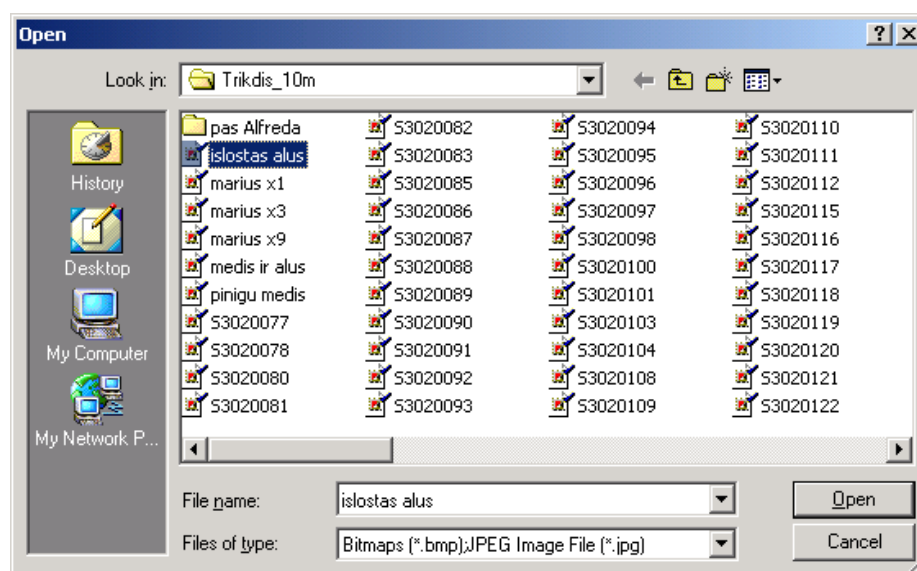 Open
Look in: Trikdis_10m
History
Desktop
My Computer
My Network P...
pas Alfreda
islostas alus
marius x1
marius x3
marius x9
medis ir alus
pinigu medis
S3020077
S3020078
S3020080
S3020081
S3020082
S3020083
S3020085
S3020086
S3020087
S3020088
S3020089
S3020090
S3020091
S3020092
S3020093
S3020094
S3020095
S3020096
S3020097
S3020098
S3020100
S3020101
S3020103
S3020104
S3020108
S3020109
S3020110
S3020111
S3020112
S3020115
S3020116
S3020117
S3020118
S3020119
S3020120
S3020121
S3020122
File name: islostas alus Open
Files of type: Bitmaps (*.bmp);JPEG Image File (*.jpg) Cancel